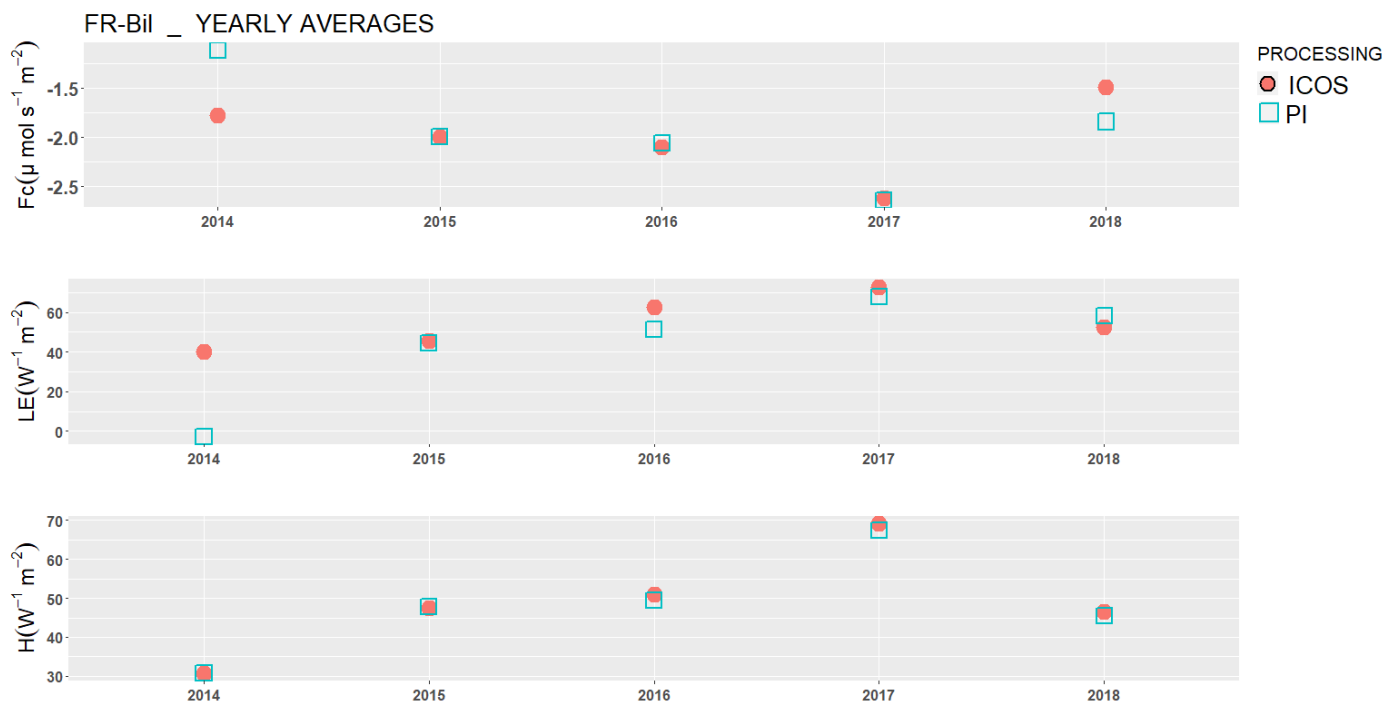 FR-Bil _ YEARLY AVERAGES
Fc(μ mol s⁻¹ m⁻²)
-1.5
-2.0
-2.5
2014 2015 2016 2017 2018
PROCESSING
ICOS
PI
LE(W⁻¹ m⁻²)
60
40
20
0
2014 2015 2016 2017 2018
H(W⁻¹ m⁻²)
70
60
50
40
30
2014 2015 2016 2017 2018